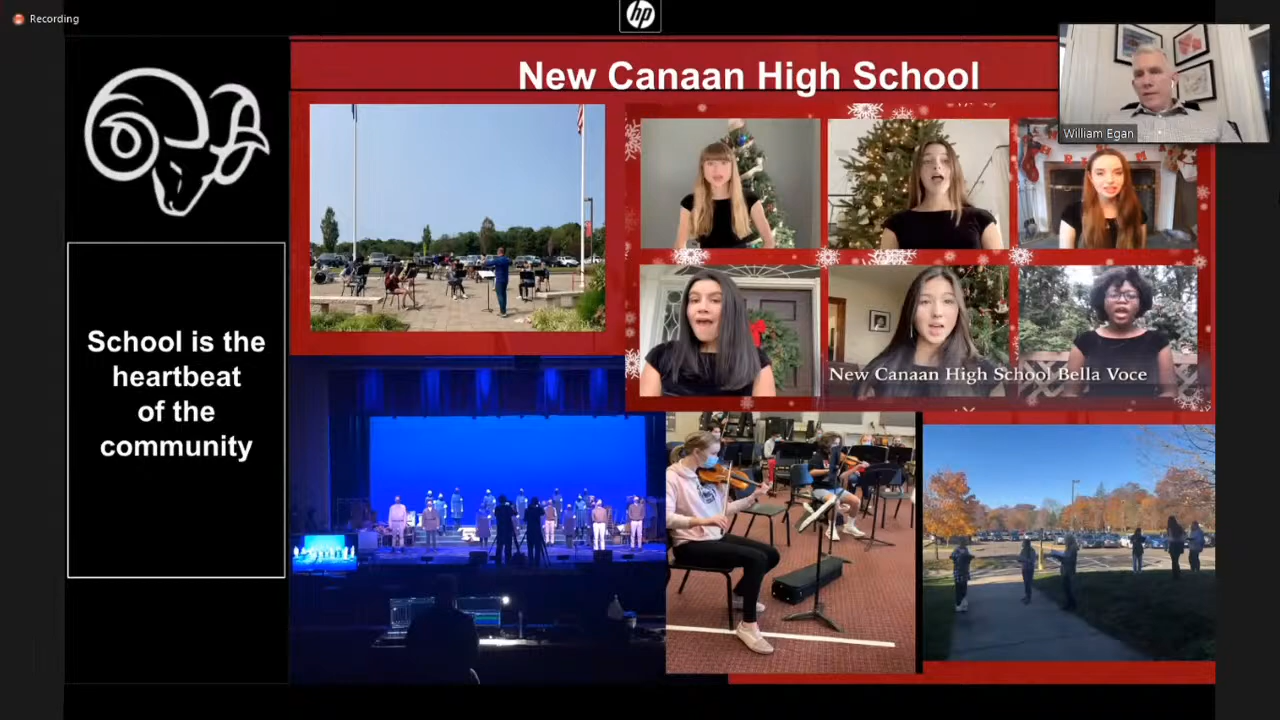 Recording
hp
New Canaan High School
William Egan
School is the
heartbeat
of the
community
New Canaan High School Bella Voce